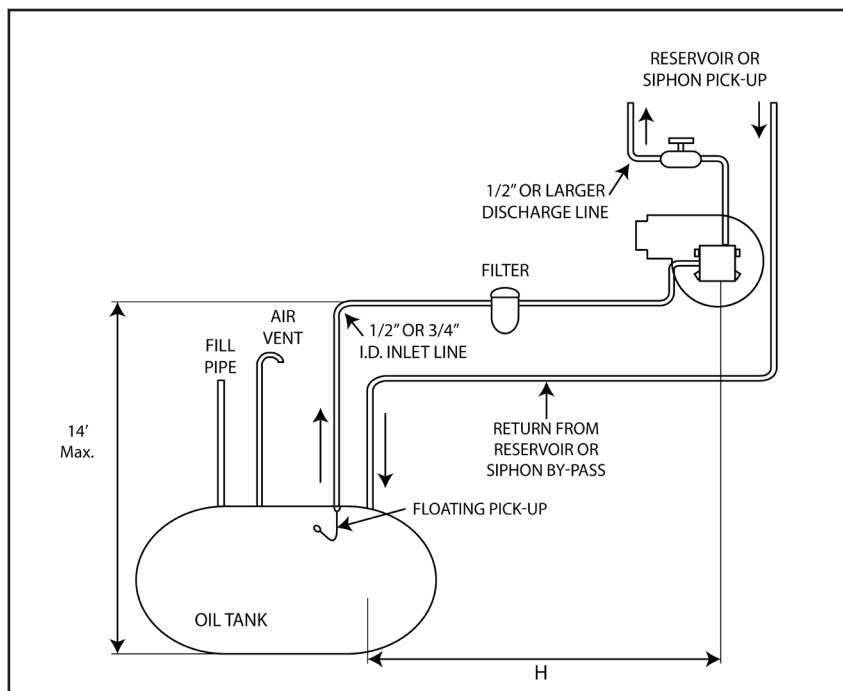 RESERVOIR OR
SIPHON PICK-UP
1/2" OR LARGER
DISCHARGE LINE
FILTER
AIR
VENT
FILL
PIPE
1/2" OR 3/4"
I.D. INLET LINE
14'
Max.
RETURN FROM
RESERVOIR OR
SIPHON BY-PASS
FLOATING PICK-UP
OIL TANK
H